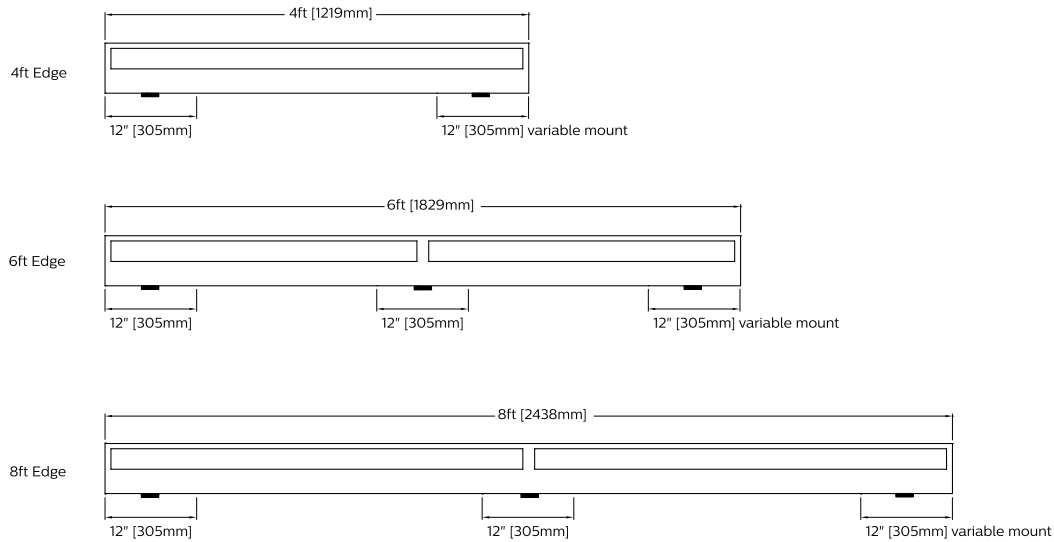 4ft [1219mm]
4ft Edge
12" [305mm]
12" [305mm] variable mount
6ft [1829mm]
6ft Edge
12" [305mm]
12" [305mm]
12" [305mm] variable mount
8ft [2438mm]
8ft Edge
12" [305mm]
12" [305mm]
12" [305mm] variable mount